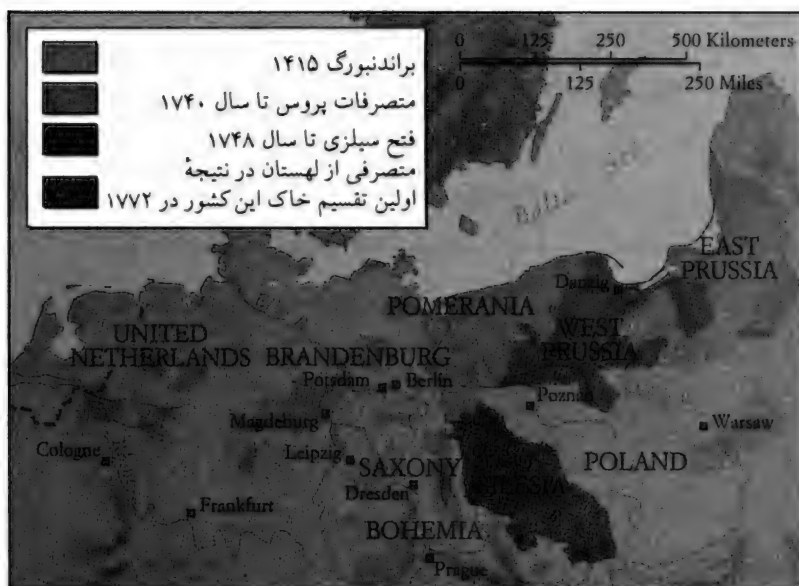 براندنبورگ ۱۴۱۵
متصرفات پروس تا سال ۱۷۴۰
فتح سیلزی تا سال ۱۷۴۸
متصرفی از لهستان در نتیجهٔ
اولین تقسیم خاک این کشور در ۱۷۷۲
0 125 250 500 Kilometers
0 125 250 Miles
Baltic
EAST
PRUSSIA
Danzig
POMERANIA
WEST
PRUSSIA
UNITED
NETHERLANDS
BRANDENBURG
Potsdam
Berlin
Poznan
Magdeburg
Warsaw
Cologne
Leipzig
SAXONY
POLAND
Dresden
Frankfurt
BOHEMIA
Prague